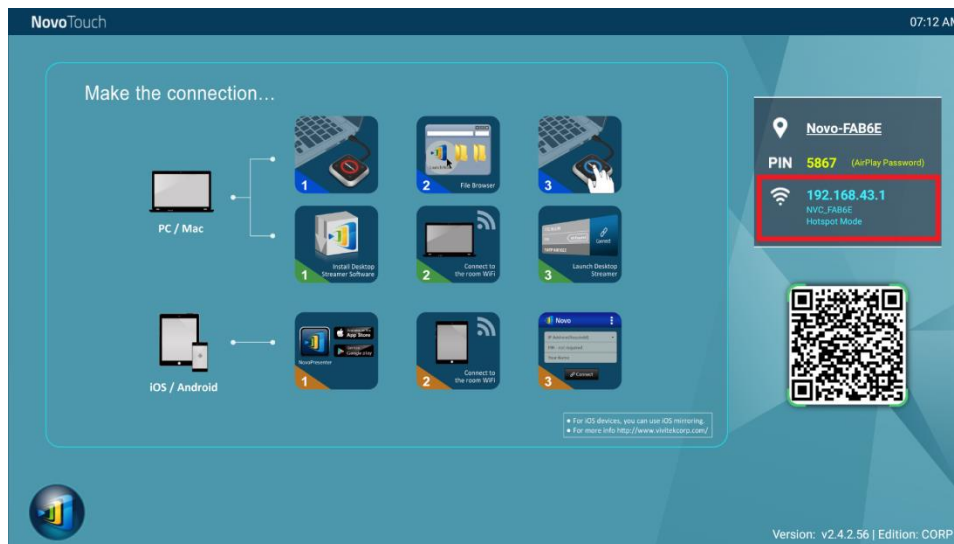 NovoTouch
07:12 AM
Make the connection...
PC / Mac
1
2
File Browser
3
1
Install Desktop
Streamer Software
2
Connect to
the room WiFi
3
Connect
Launch Desktop
Streamer
iOS / Android
App Store
Google play
NovoPresenter
1
2
Connect to
the room WiFi
Novo
Your Name
Connect
3
• For iOS devices, you can use iOS mirroring.
• For more info http://www.vivitekcorp.com/
Novo-FAB6E
PIN 5867 (AirPlay Password)
192.168.43.1
NVC_FAB6E
Hotspot Mode
Version: v2.4.2.56 | Edition: CORP